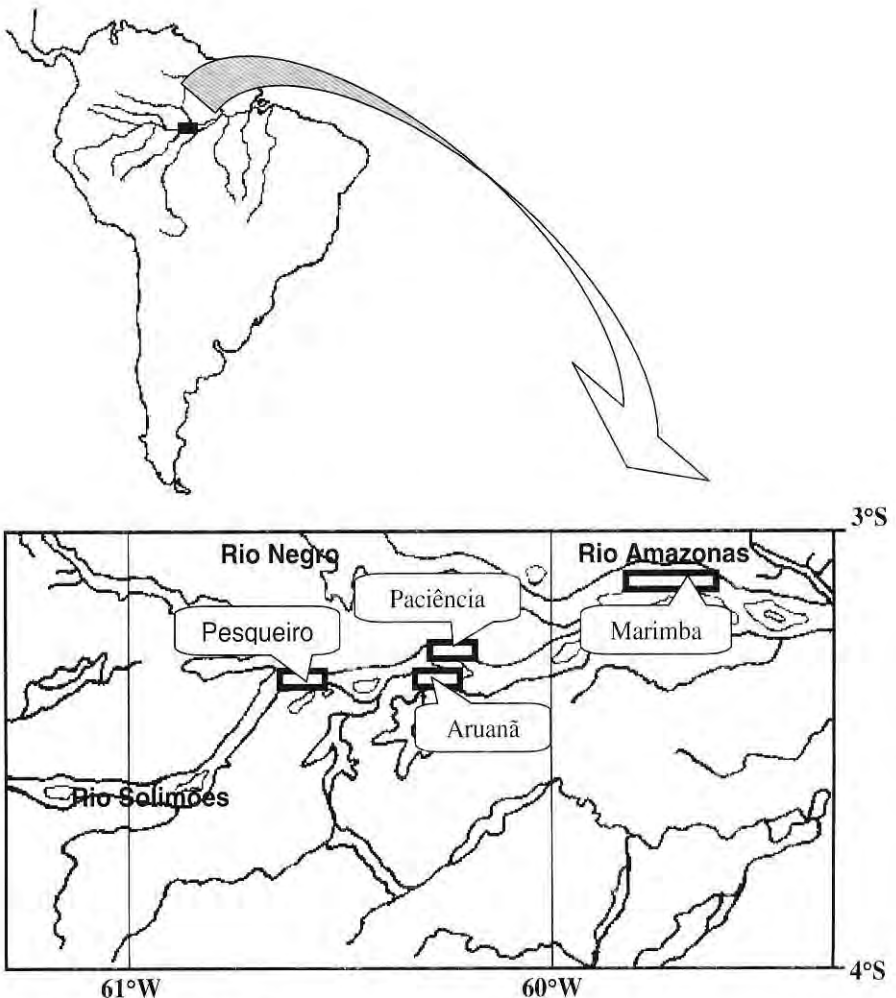 3°S
Rio Negro
Rio Amazonas
Paciência
Pesqueiro
Marimba
Aruanã
Rio Solimões
4°S
61°W
60°W